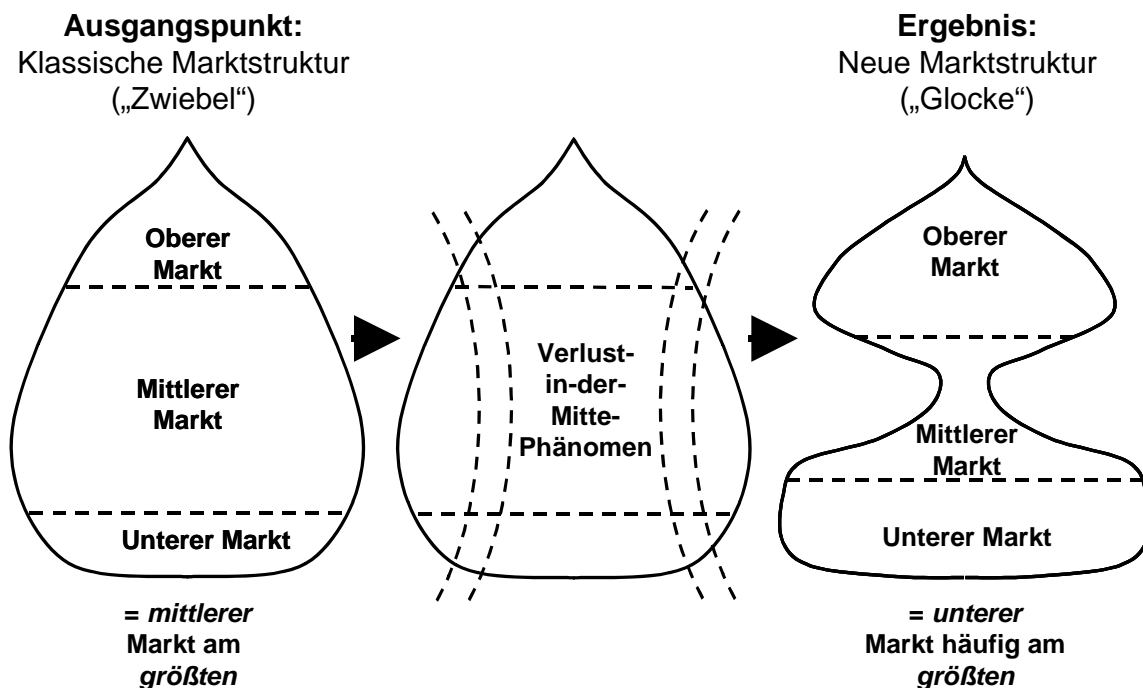 Ausgangspunkt:
Klassische Marktstruktur
(„Zwiebel“)
Oberer
Markt
Mittlerer
Markt
Unterer Markt
= mittlerer
Markt am
größten
Verlust-
in-der-
Mitte-
Phänomen
Ergebnis:
Neue Marktstruktur
(„Glocke“)
Oberer
Markt
Mittlerer
Markt
Unterer Markt
= unterer
Markt häufig am
größten